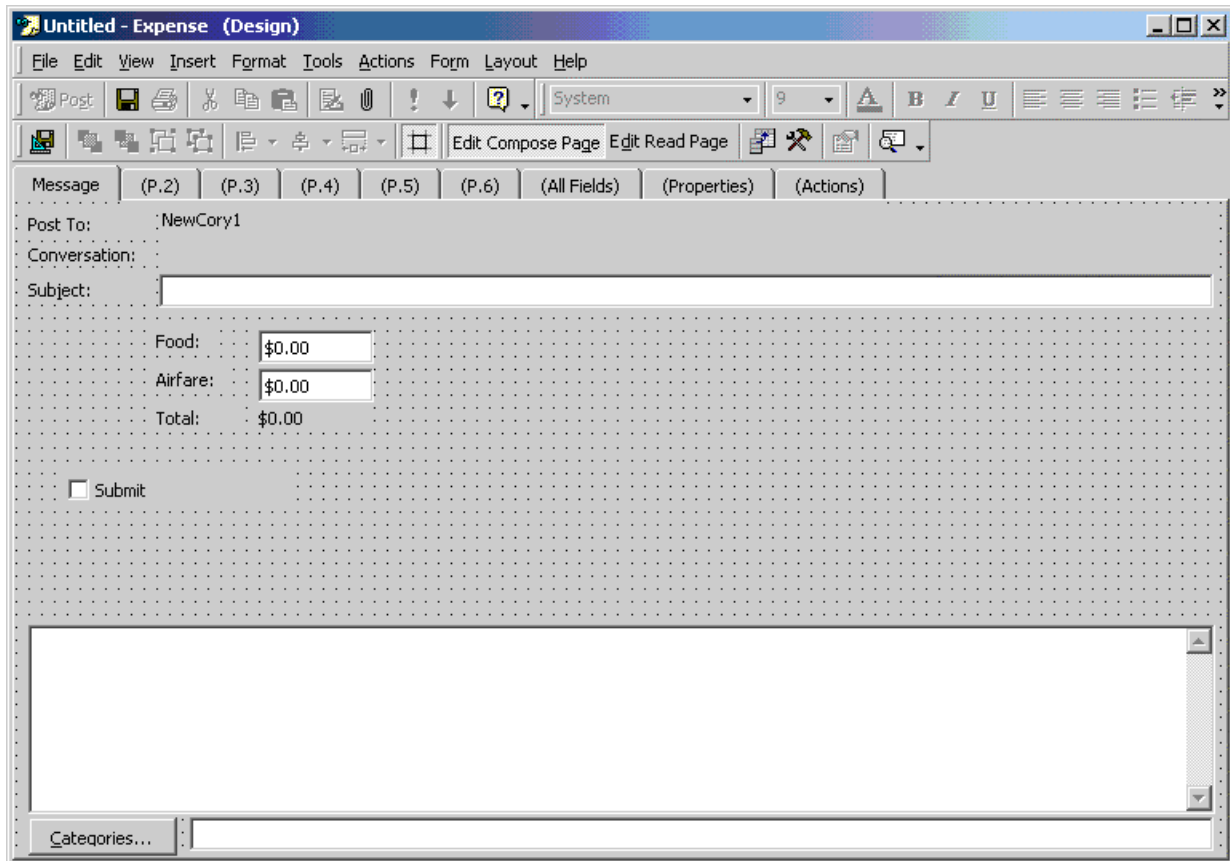 Untitled - Expense (Design)
File Edit View Insert Format Tools Actions Form Layout Help
Post System 9 A B I U
Edit Compose Page Edit Read Page
Message (P.2) (P.3) (P.4) (P.5) (P.6) (All Fields) (Properties) (Actions)
Post To: NewCory1
Conversation:
Subject:
Food: $0.00
Airfare: $0.00
Total: $0.00
Submit
Categories...